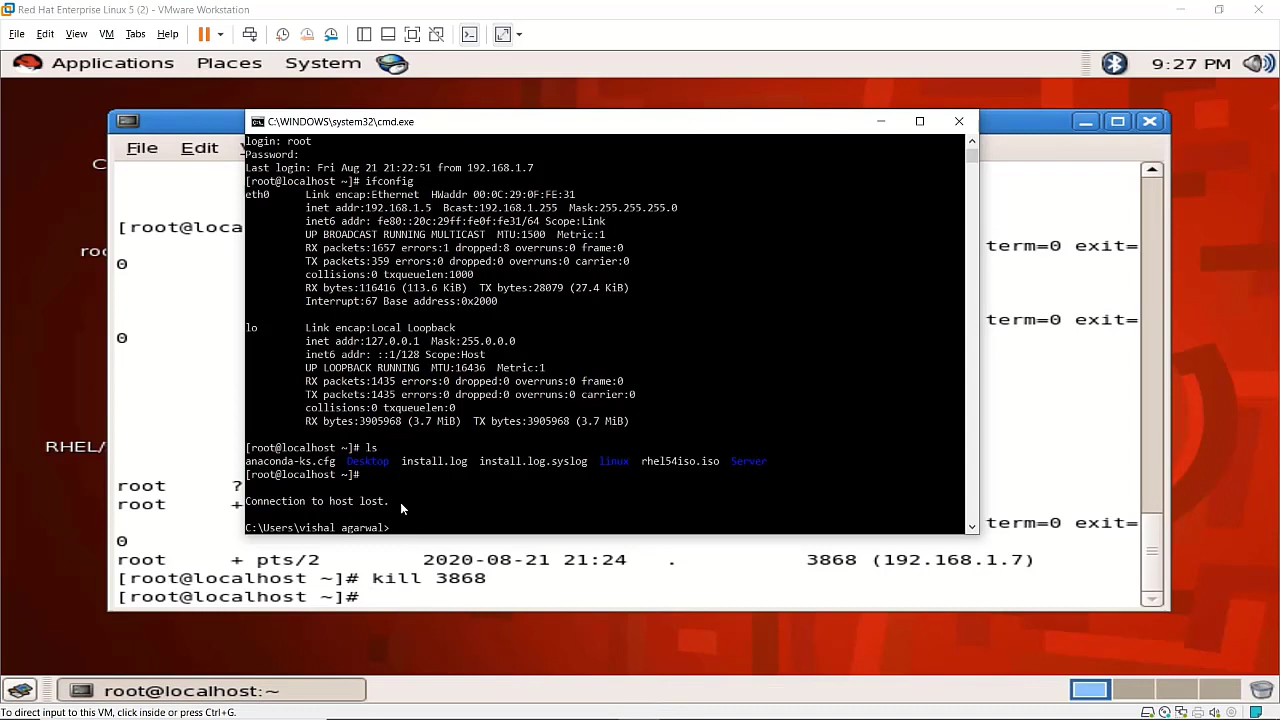 Red Hat Enterprise Linux 5 (2) - VMware Workstation
File Edit View VM Tabs Help
Applications Places System 9:27 PM
C:\WINDOWS\system32\cmd.exe
File Edit
login: root
Password:
Last login: Fri Aug 21 21:22:51 from 192.168.1.7
[root@localhost ~]# ifconfig
eth0 Link encap:Ethernet HWaddr 00:0C:29:0F:FE:31
inet addr:192.168.1.5 Bcast:192.168.1.255 Mask:255.255.255.0
inet6 addr: fe80::20c:29ff:fe0f:fe31/64 Scope:Link
UP BROADCAST RUNNING MULTICAST MTU:1500 Metric:1
RX packets:1657 errors:1 dropped:8 overruns:0 frame:0
TX packets:359 errors:0 dropped:0 overruns:0 carrier:0
collisions:0 txqueuelen:1000
RX bytes:116416 (113.6 KiB) TX bytes:28079 (27.4 KiB)
Interrupt:67 Base address:0x2000
lo Link encap:Local Loopback
inet addr:127.0.0.1 Mask:255.0.0.0
inet6 addr: ::1/128 Scope:Host
UP LOOPBACK RUNNING MTU:16436 Metric:1
RX packets:1435 errors:0 dropped:0 overruns:0 frame:0
TX packets:1435 errors:0 dropped:0 overruns:0 carrier:0
collisions:0 txqueuelen:0
RX bytes:3905968 (3.7 MiB) TX bytes:3905968 (3.7 MiB)
[root@localhost ~]# ls
anaconda-ks.cfg Desktop install.log install.log.syslog linux rhel54iso.iso Server
[root@localhost ~]#
Connection to host lost.
C:\Users\vishal agarwal>
[root@loca
term=0 exit=
0
term=0 exit=
0
RHEL/
root ?
root +
term=0 exit=
0
root + pts/2 2020-08-21 21:24 . 3868 (192.168.1.7)
[root@localhost ~]# kill 3868
[root@localhost ~]#
root@localhost:~
To direct input to this VM, click inside or press Ctrl+G.